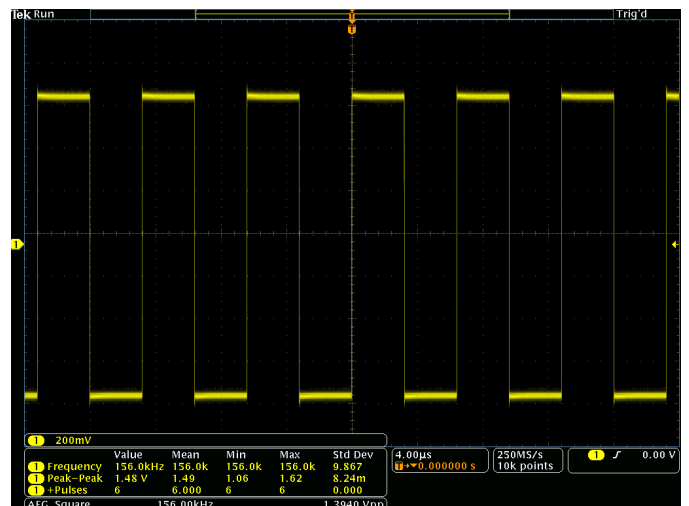 Tek Run Trig'd
T
T
1
1 200mV
Value Mean Min Max Std Dev
1 Frequency 156.0kHz 156.0k 156.0k 156.0k 9.867
1 Peak-Peak 1.48 V 1.49 1.06 1.62 8.24m
1 +Pulses 6 6.000 6 6 0.000
4.00µs
T→▼0.000000 s
250MS/s
10k points
1 0.00 V
AFG Square 156.00kHz 1.3940 Vpp